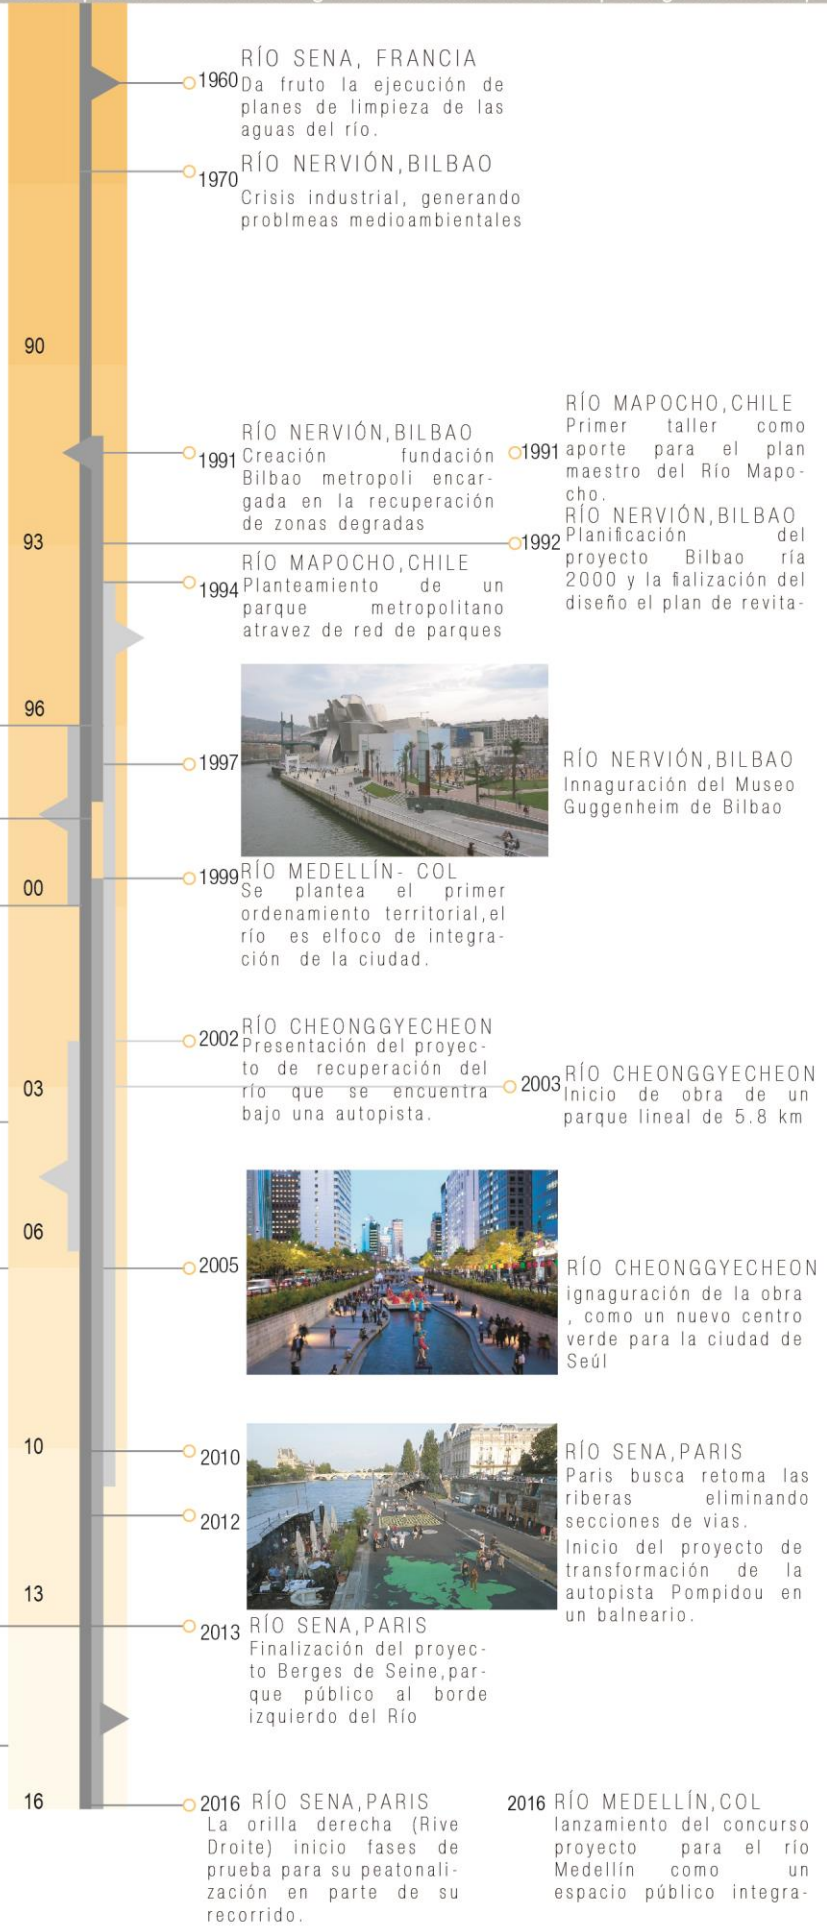 RÍO SENA, FRANCIA
1960
Da fruto la ejecución de
planes de limpieza de las
aguas del río.
RÍO NERVIÓN,BILBAO
1970
Crisis industrial, generando
problmeas medioambientales
90
RÍO NERVIÓN,BILBAO
1991
Creación fundación
Bilbao metropoli encar-
gada en la recuperación
de zonas degradas
RÍO MAPOCHO,CHILE
1991
Primer taller como
aporte para el plan
maestro del Río Mapo-
cho.
93
RÍO NERVIÓN,BILBAO
1992
Planificación del
proyecto Bilbao ría
2000 y la fialización del
diseño el plan de revita-
RÍO MAPOCHO,CHILE
1994
Planteamiento de un
parque metropolitano
atravez de red de parques
96
1997
RÍO NERVIÓN,BILBAO
Innaguración del Museo
Guggenheim de Bilbao
00
1999
RÍO MEDELLÍN- COL
Se plantea el primer
ordenamiento territorial,el
río es elfoco de integra-
ción de la ciudad.
RÍO CHEONGGYECHEON
2002
Presentación del proyec-
to de recuperación del
río que se encuentra
bajo una autopista.
03
2003
RÍO CHEONGGYECHEON
Inicio de obra de un
parque lineal de 5.8 km
06
2005
RÍO CHEONGGYECHEON
ignaguración de la obra
, como un nuevo centro
verde para la ciudad de
Seúl
10
2010
RÍO SENA,PARIS
Paris busca retoma las
riberas eliminando
secciones de vias.
2012
Inicio del proyecto de
transformación de la
autopista Pompidou en
un balneario.
13
2013
RÍO SENA,PARIS
Finalización del proyec-
to Berges de Seine,par-
que público al borde
izquierdo del Río
16
2016 RÍO SENA,PARIS
La orilla derecha (Rive
Droite) inicio fases de
prueba para su peatonali-
zación en parte de su
recorrido.
2016 RÍO MEDELLÍN,COL
lanzamiento del concurso
proyecto para el río
Medellín como un
espacio público integra-